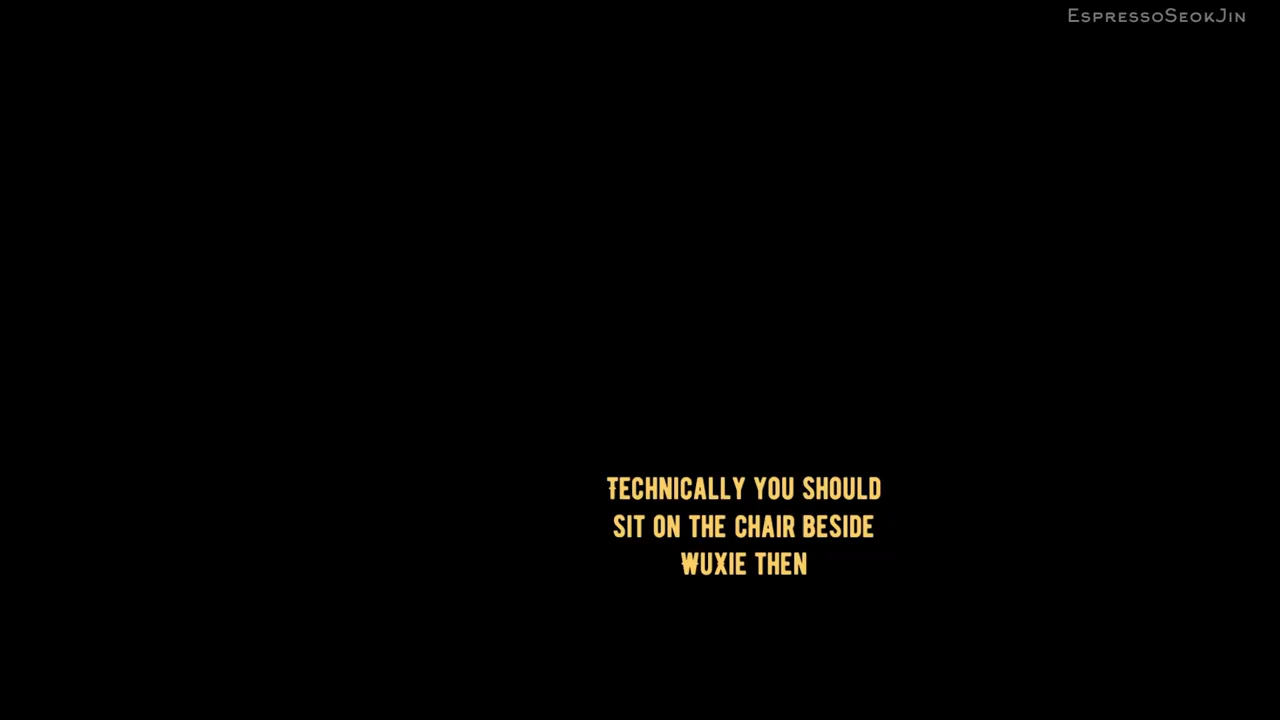 EspressoSeokJin
Technically you should
sit on the chair beside
Wuxie then